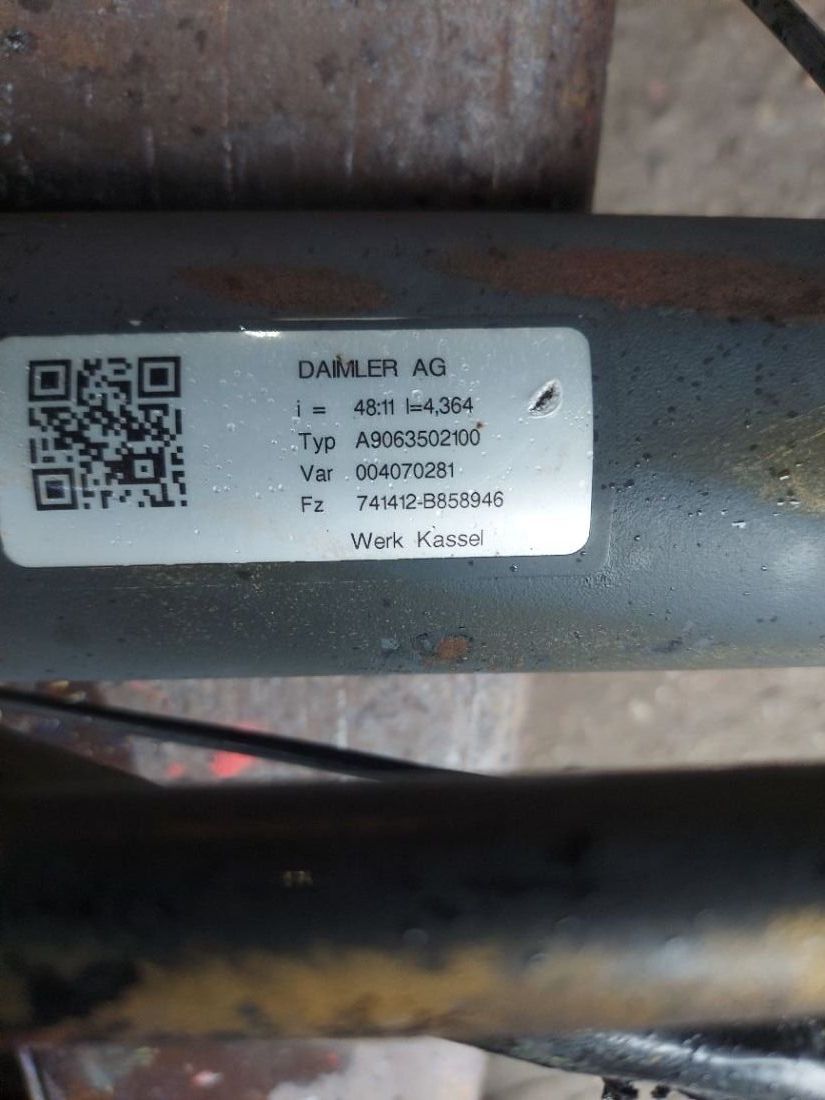 DAIMLER AG
i = 48:11 I=4,364
Typ A9063502100
Var 004070281
Fz 741412-B858946
Werk Kassel